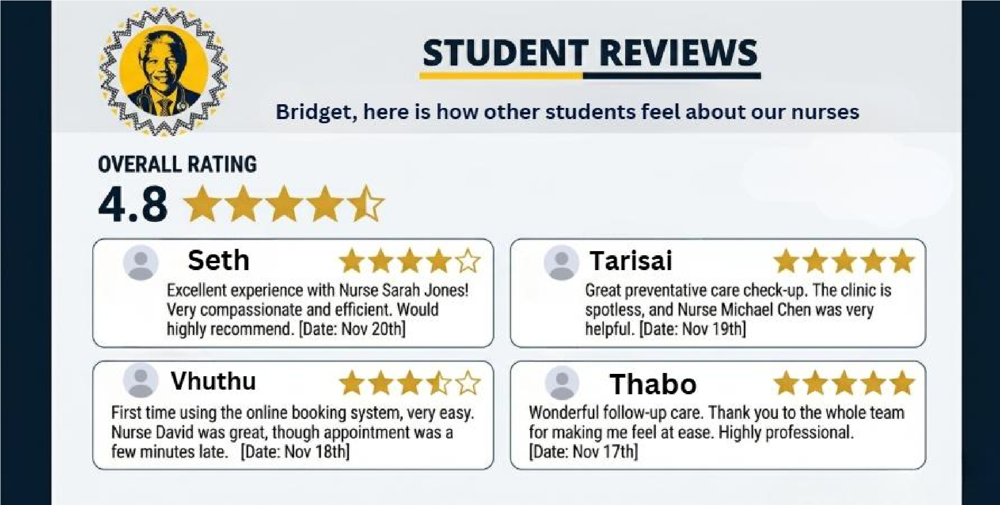 STUDENT REVIEWS
Bridget, here is how other students feel about our nurses
OVERALL RATING
4.8
Seth
Excellent experience with Nurse Sarah Jones!
Very compassionate and efficient. Would
highly recommend. [Date: Nov 20th]
Tarisai
Great preventative care check-up. The clinic is
spotless, and Nurse Michael Chen was very
helpful. [Date: Nov 19th]
Vhuthu
First time using the online booking system, very easy.
Nurse David was great, though appointment was a
few minutes late. [Date: Nov 18th]
Thabo
Wonderful follow-up care. Thank you to the whole team
for making me feel at ease. Highly professional.
[Date: Nov 17th]